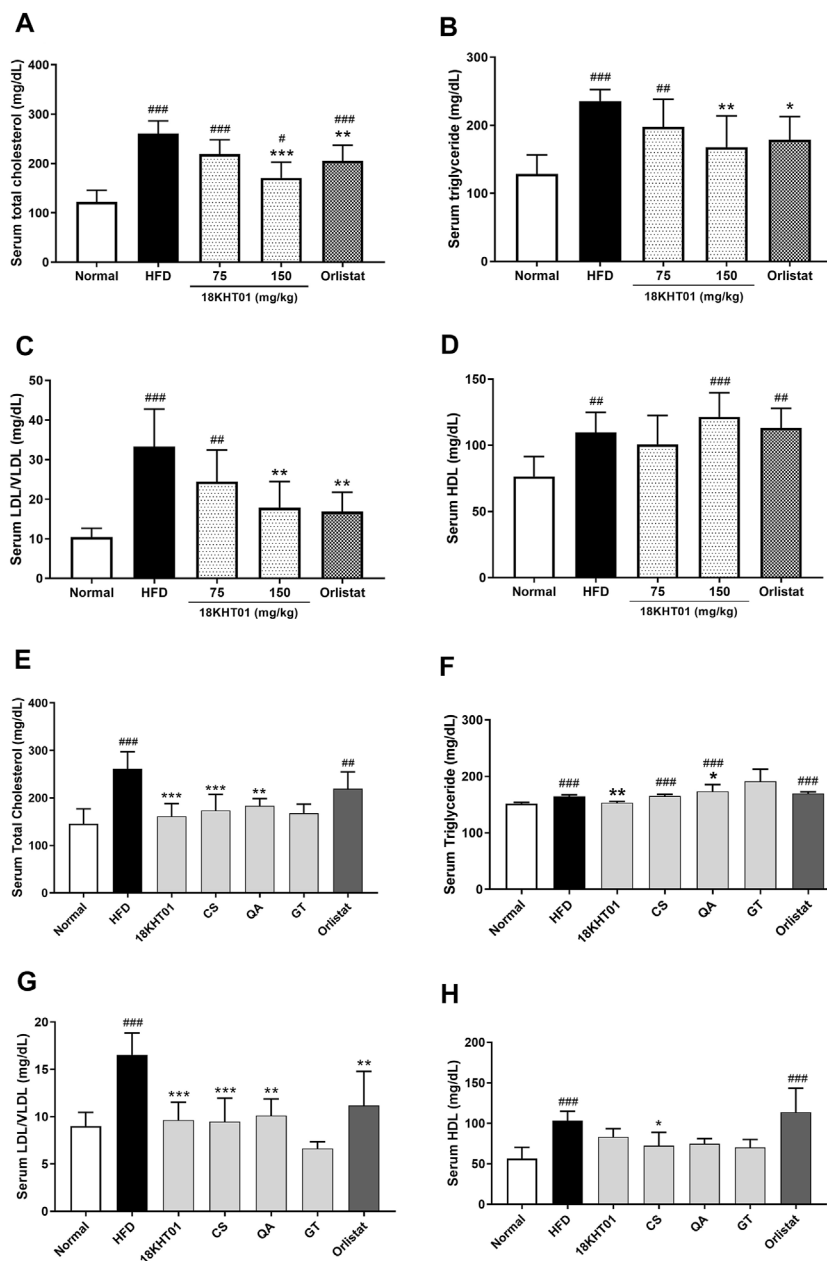 A
Serum total cholesterol (mg/dL)
400
300
200
100
0
###
###
#
***
###
**
Normal HFD 75 150 Orlistat
18KHT01 (mg/kg)
B
Serum triglyceride (mg/dL)
300
200
100
0
###
##
**
*
Normal HFD 75 150 Orlistat
18KHT01 (mg/kg)
C
Serum LDL/VLDL (mg/dL)
50
40
30
20
10
0
###
##
**
**
Normal HFD 75 150 Orlistat
18KHT01 (mg/kg)
D
Serum HDL (mg/dL)
150
100
50
0
##
###
##
Normal HFD 75 150 Orlistat
18KHT01 (mg/kg)
E
Serum Total Cholesterol (mg/dL)
400
300
200
100
0
###
***
***
**
##
Normal HFD 18KHT01 CS QA GT Orlistat
F
Serum Triglyceride (mg/dL)
300
200
100
0
###
**
###
###
*
###
Normal HFD 18KHT01 CS QA GT Orlistat
G
Serum LDL/VLDL (mg/dL)
20
15
10
5
0
###
***
***
**
**
Normal HFD 18KHT01 CS QA GT Orlistat
H
Serum HDL (mg/dL)
200
150
100
50
0
###
*
###
Normal HFD 18KHT01 CS QA GT Orlistat